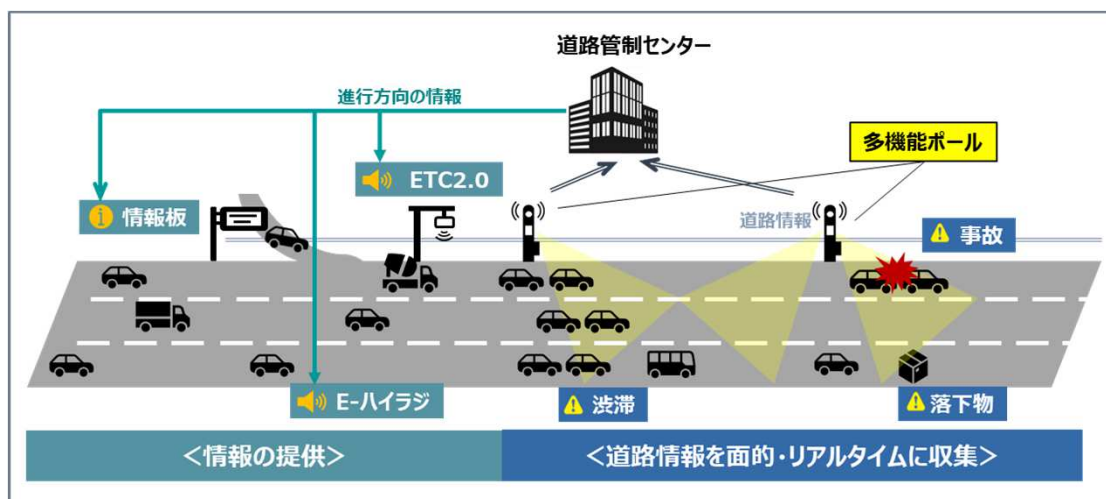 道路管制センター
進行方向の情報
多機能ポール
ETC2.0
情報板
道路情報
事故
E-ハイラジ
渋滞
落下物
＜情報の提供＞
＜道路情報を面的・リアルタイムに収集＞